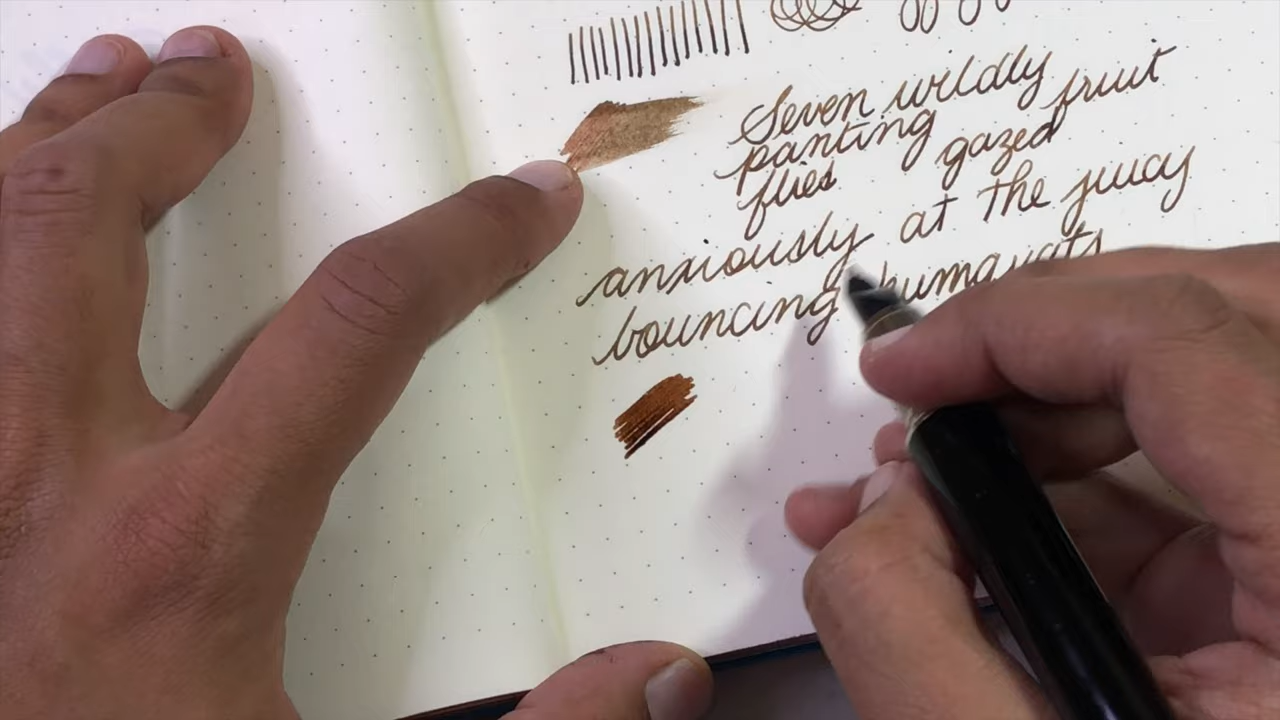 Seven wildly
panting fruit
flies gazed
anxiously at the juicy
bouncing